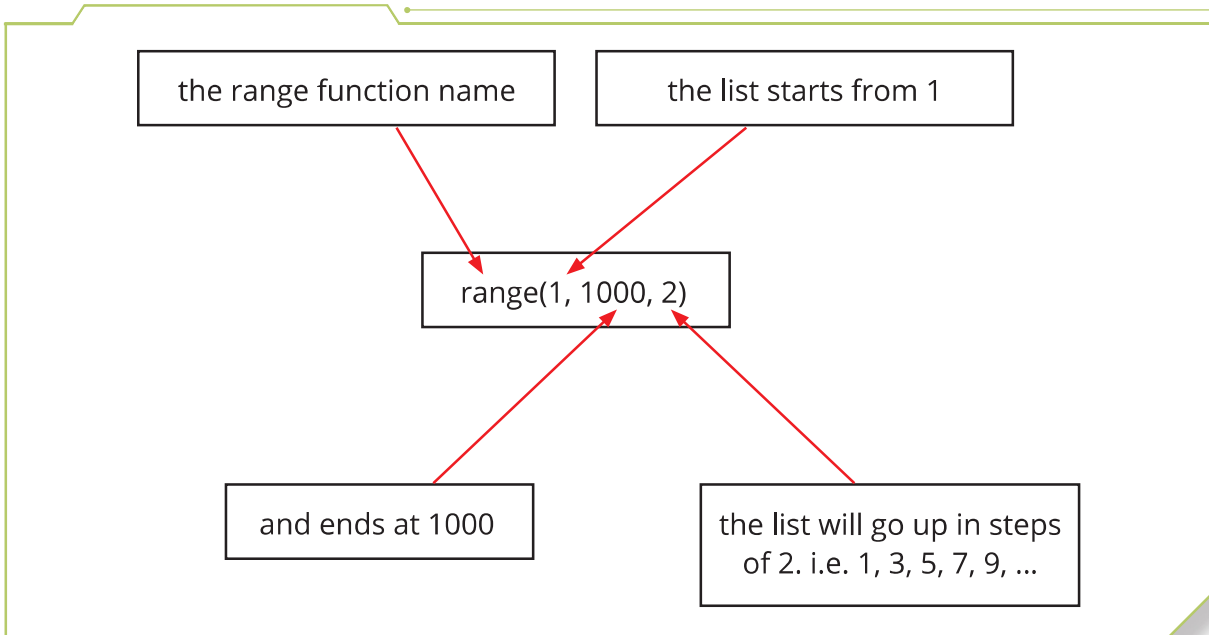 the range function name
the list starts from 1
range(1, 1000, 2)
and ends at 1000
the list will go up in steps
of 2. i.e. 1, 3, 5, 7, 9, ...